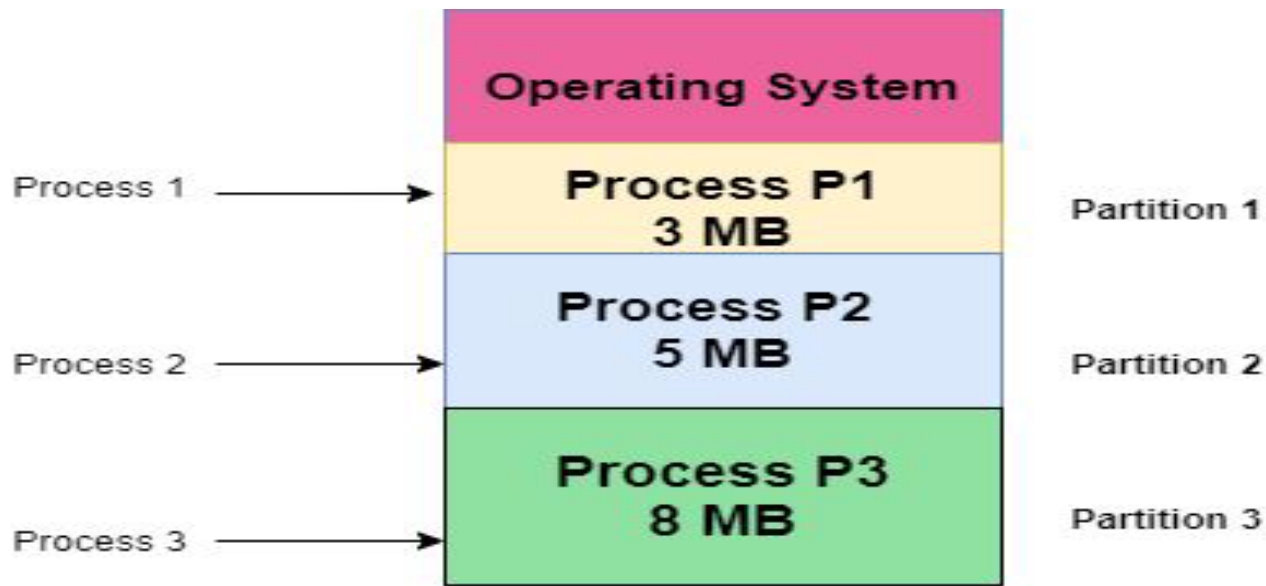 Operating System
Process 1
Process P1
3 MB
Partition 1
Process P2
5 MB
Process 2
Partition 2
Process P3
8 MB
Process 3
Partition 3